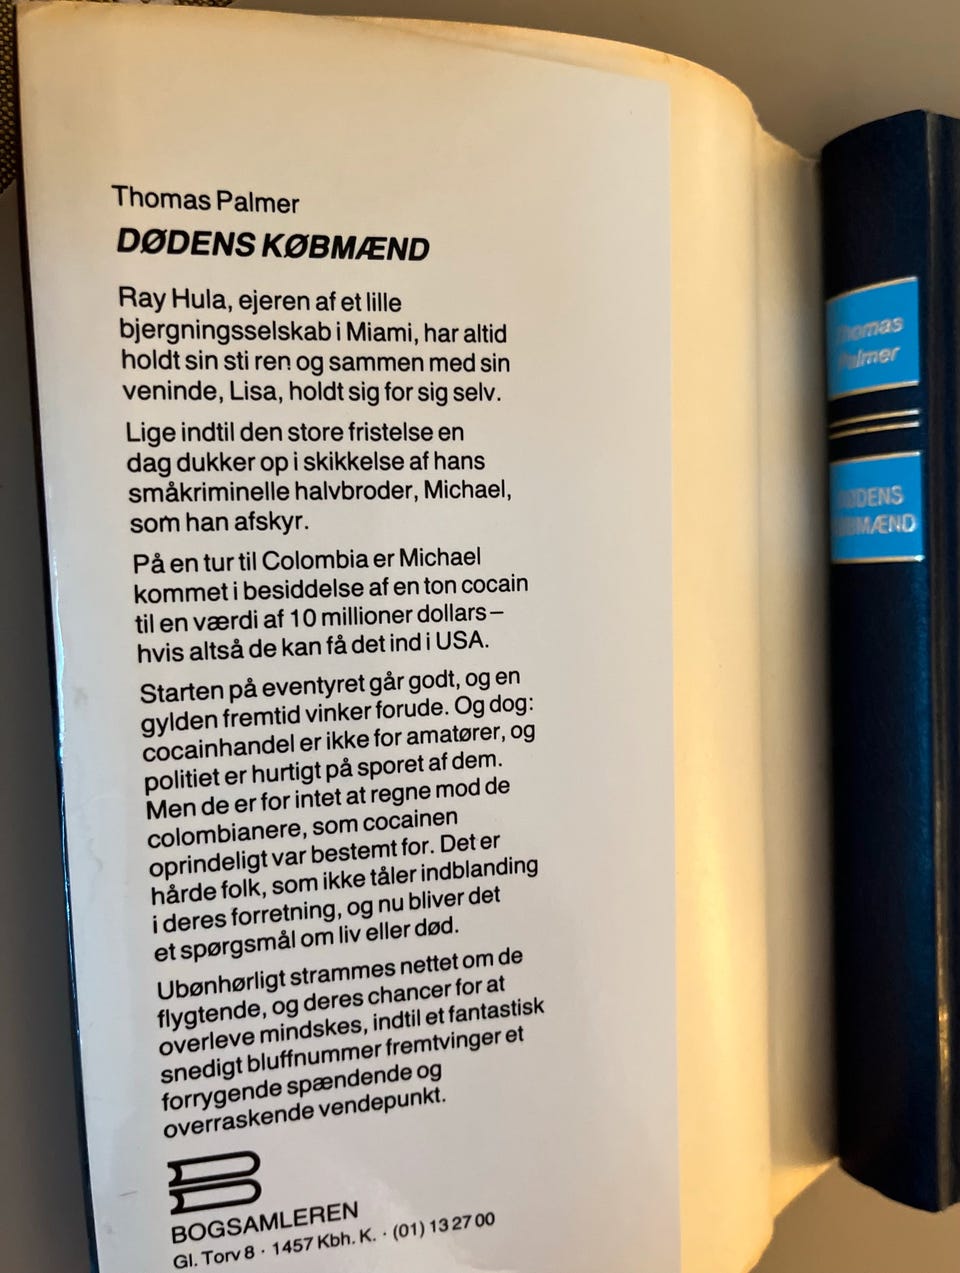 Thomas Palmer
DØDENS KØBMÆND
Ray Hula, ejeren af et lille
bjergningsselskab i Miami, har altid
holdt sin sti ren og sammen med sin
veninde, Lisa, holdt sig for sig selv.
Lige indtil den store fristelse en
dag dukker op i skikkelse af hans
småkriminelle halvbroder, Michael,
som han afskyr.
På en tur til Colombia er Michael
kommet i besiddelse af en ton cocain
til en værdi af 10 millioner dollars –
hvis altså de kan få det ind i USA.
Starten på eventyret går godt, og en
gylden fremtid vinker forude. Og dog:
cocainhandel er ikke for amatører, og
politiet er hurtigt på sporet af dem.
Men de er for intet at regne mod de
colombianere, som cocainen
oprindeligt var bestemt for. Det er
hårde folk, som ikke tåler indblanding
i deres forretning, og nu bliver det
et spørgsmål om liv eller død.
Ubønhørligt strammes nettet om de
flygtende, og deres chancer for at
overleve mindskes, indtil et fantastisk
snedigt bluffnummer fremtvinger et
forrygende spændende og
overraskende vendepunkt.
BOGSAMLEREN
Gl. Torv 8 · 1457 Kbh. K. · (01) 13 27 00
Thomas
Palmer
DØDENS
KØBMÆND